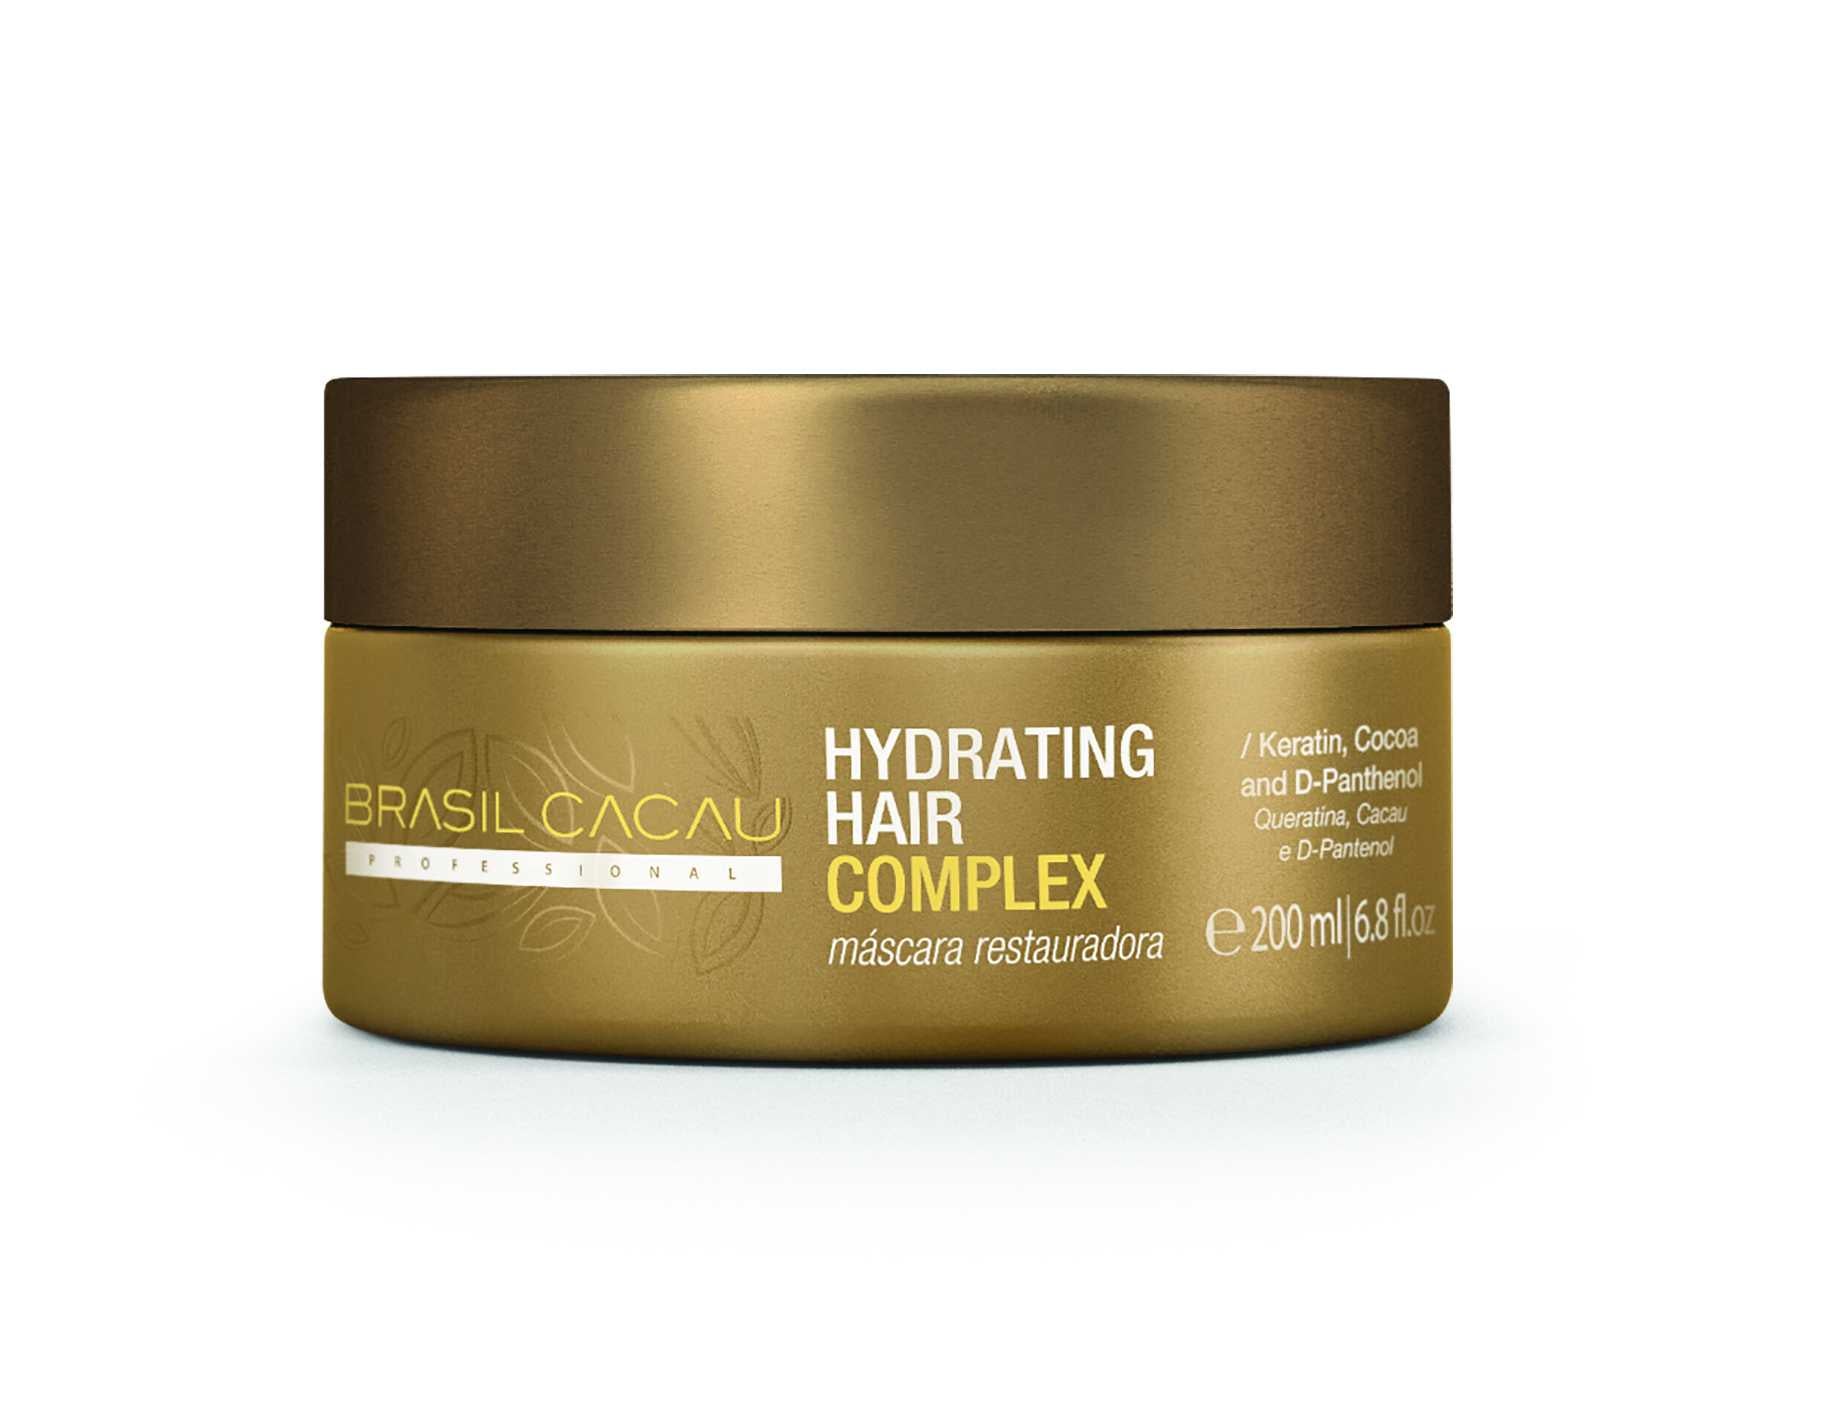 BRASIL CACAU
PROFESSIONAL
HYDRATING
HAIR
COMPLEX
máscara restauradora
/ Keratin, Cocoa
and D-Panthenol
Queratina, Cacau
e D-Pantenol
℮ 200 ml|6.8 fl.oz